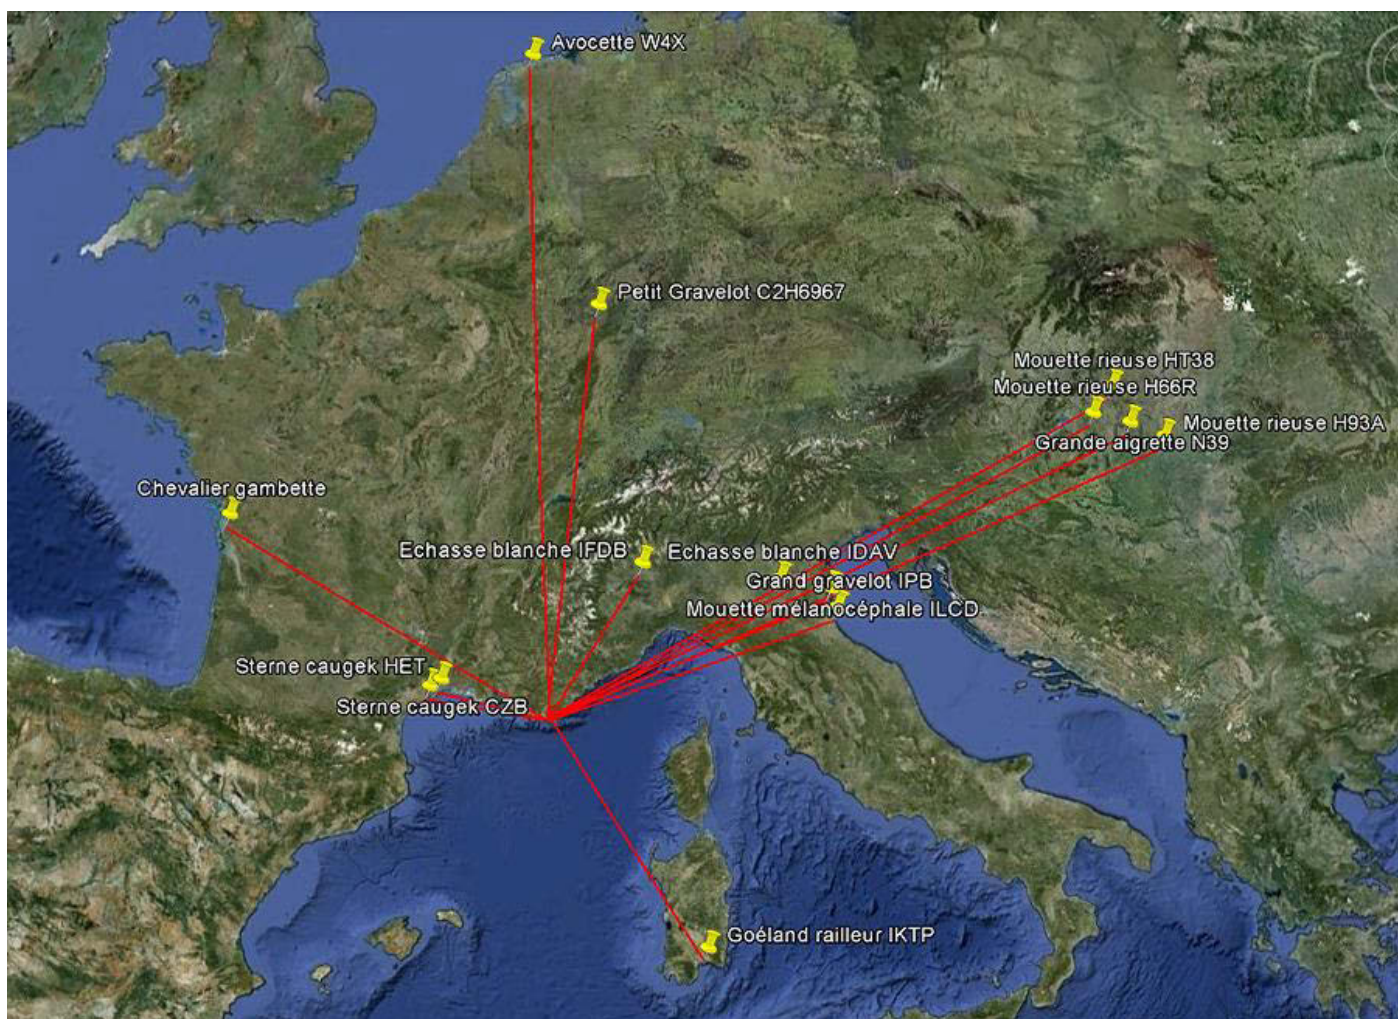 Avocette W4X
Petit Gravelot C2H6967
Mouette rieuse HT38
Mouette rieuse H66R
Mouette rieuse H93A
Grande aigrette N39
Chevalier gambette
Echasse blanche IFDB
Echasse blanche IDAV
Grand gravelot IPB
Mouette mélanocéphale ILCD
Sterne caugek HET
Sterne caugek CZB
Goéland railleur IKTP